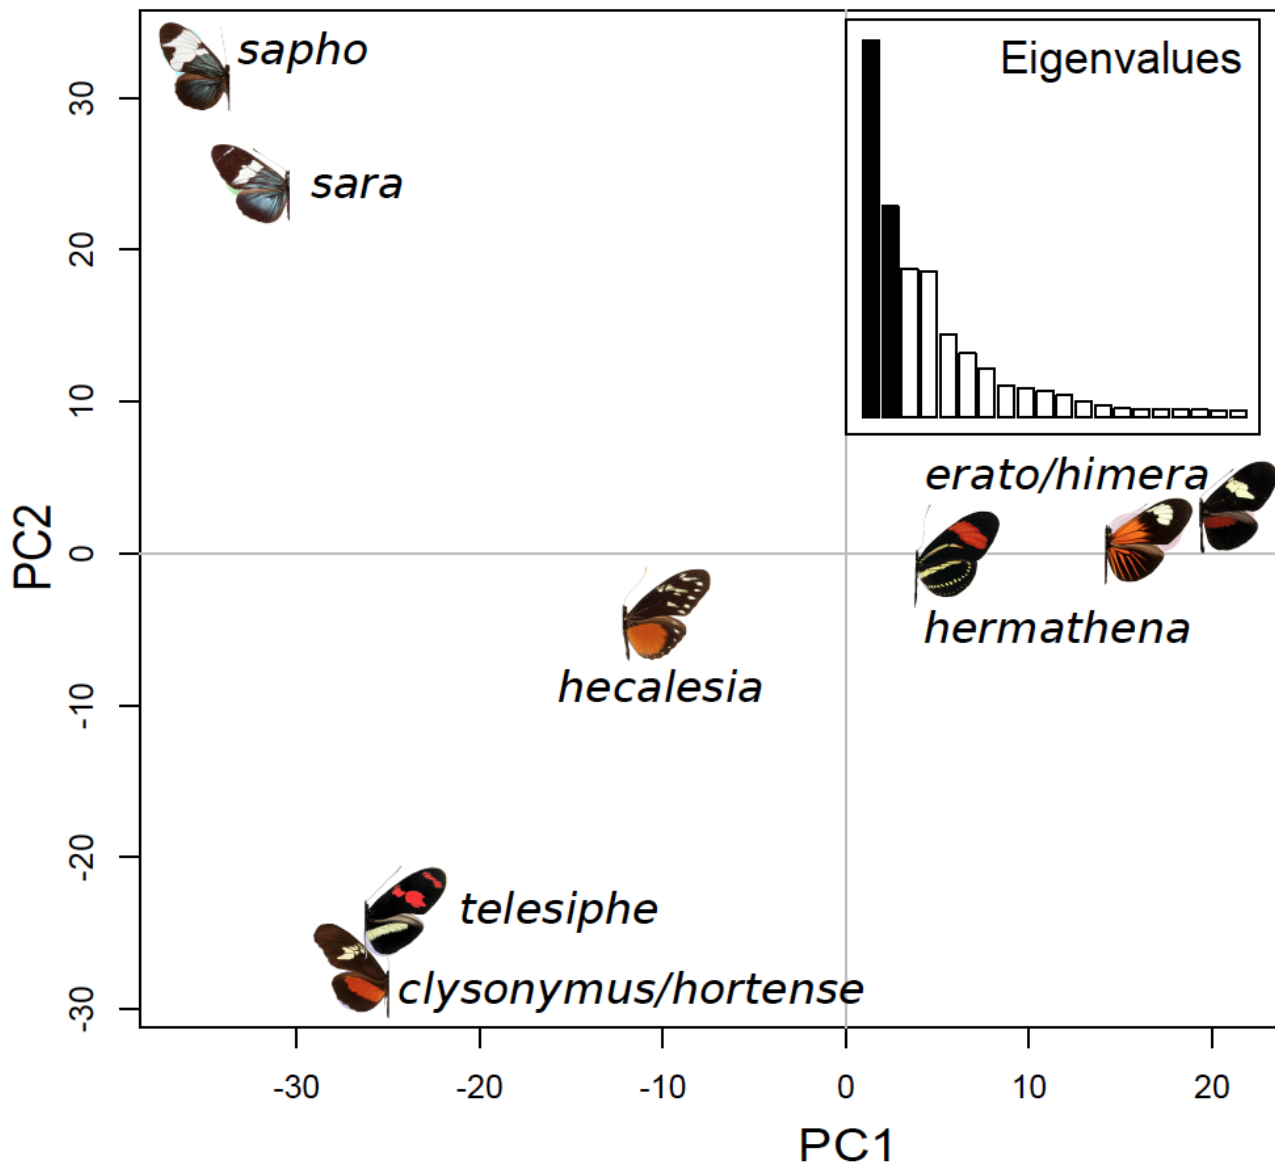 sapho
Eigenvalues
sara
30
20
10
0
-10
-20
-30
PC2
erato/himera
hermathena
hecalesia
telesiphe
clysonymus/hortense
-30 -20 -10 0 10 20
PC1